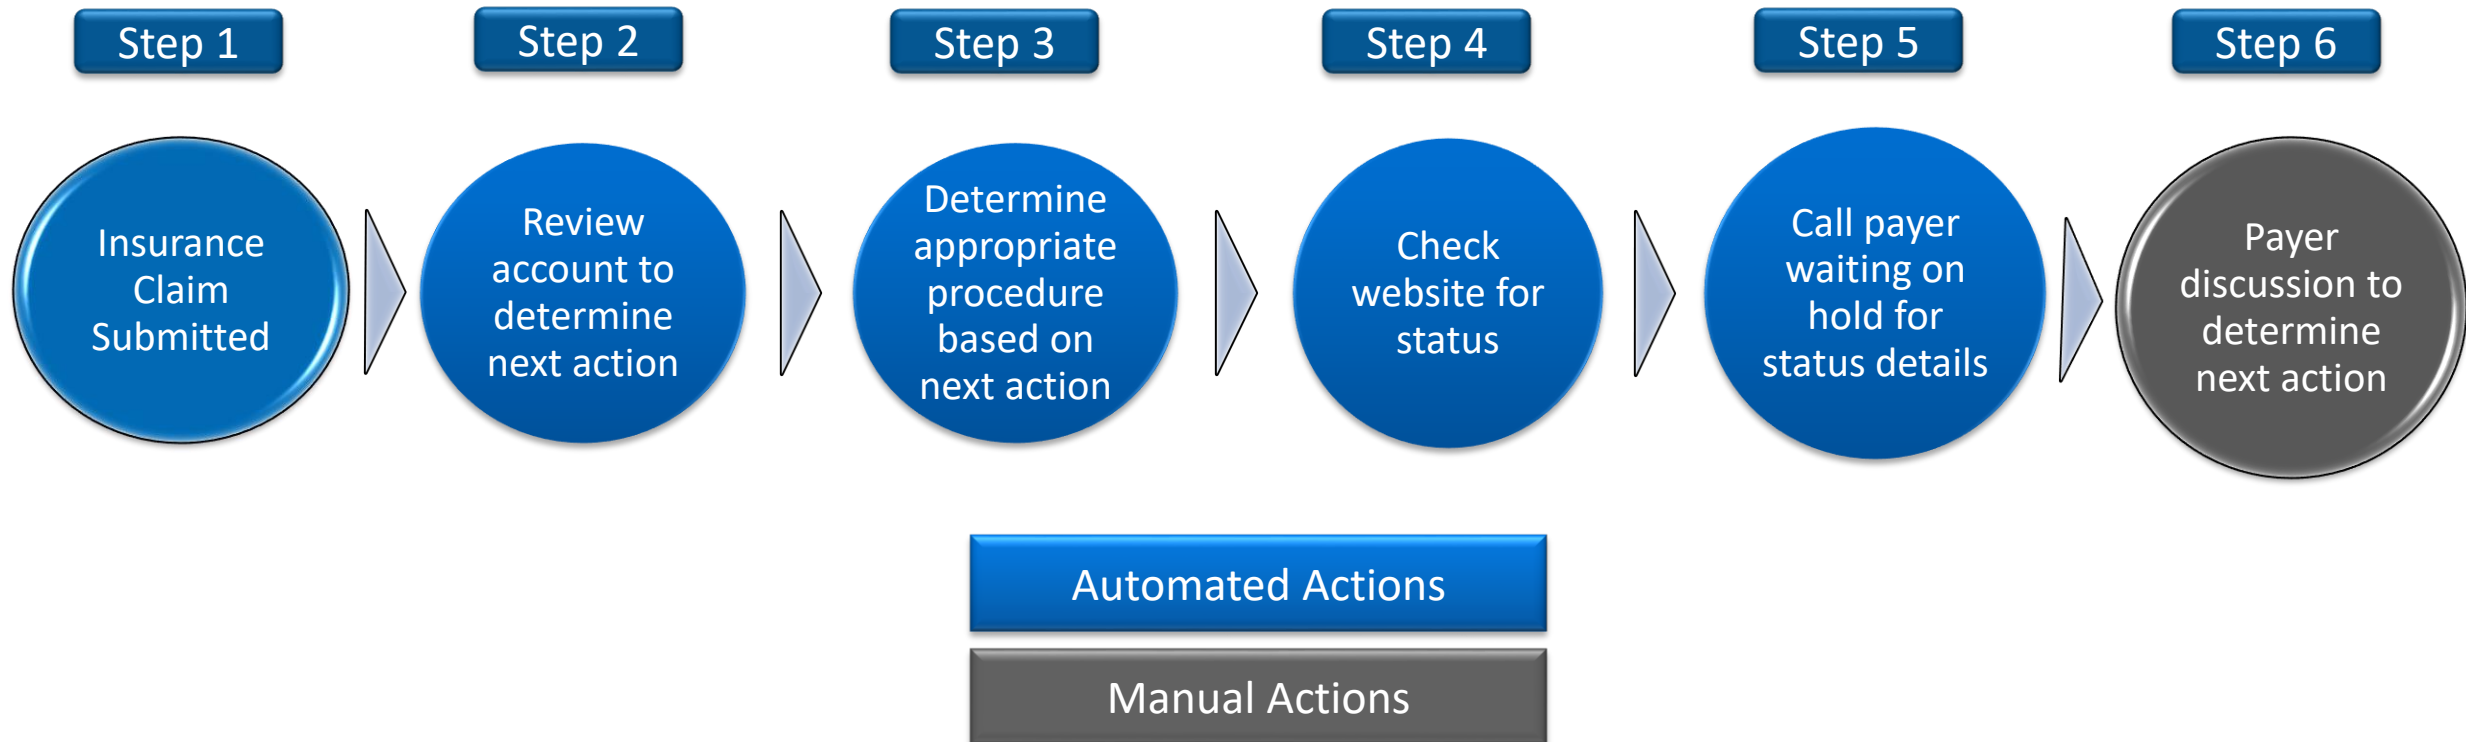 Step 1
Step 2
Step 3
Step 4
Step 5
Step 6
Insurance
Claim
Submitted
Review
account to
determine
next action
Determine
appropriate
procedure
based on
next action
Check
website for
status
Call payer
waiting on
hold for
status details
Payer
discussion to
determine
next action
Automated Actions
Manual Actions